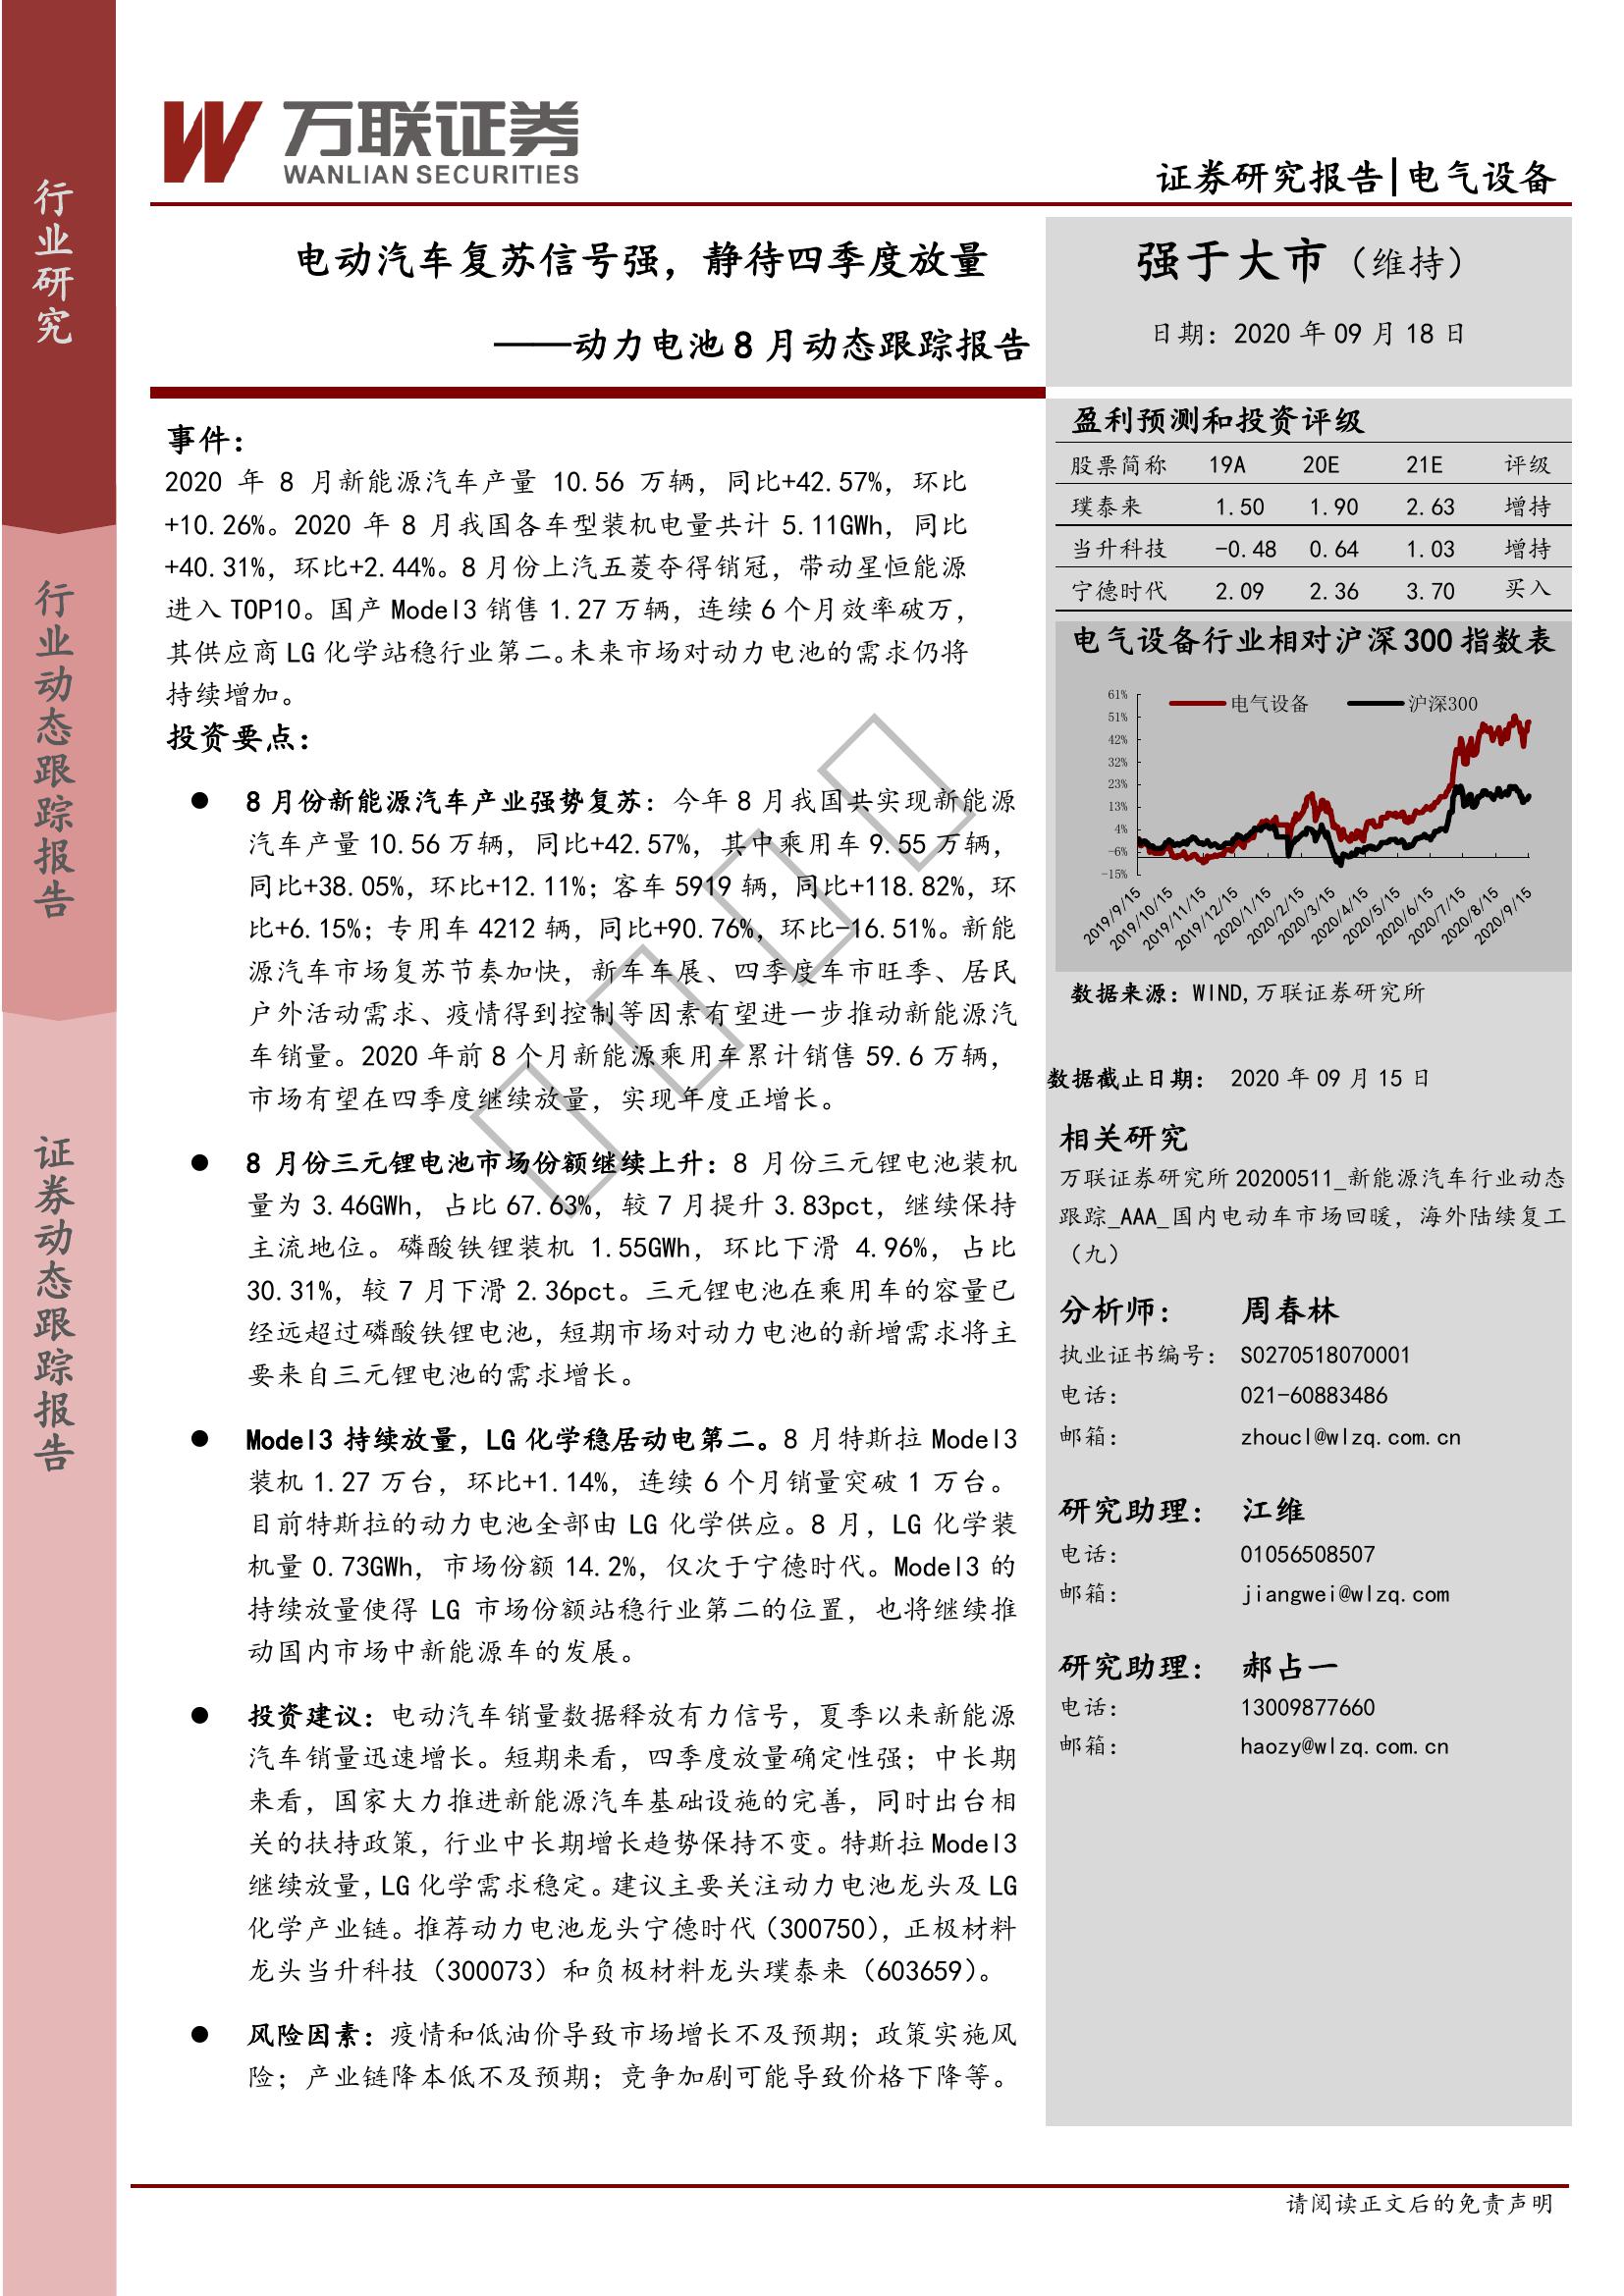 行业研究
行业动态跟踪报告
证券动态跟踪报告
万联证券
WANLIAN SECURITIES
证券研究报告|电气设备
电动汽车复苏信号强，静待四季度放量
——动力电池8月动态跟踪报告
强于大市（维持）
日期：2020年09月18日
事件：
2020 年 8 月新能源汽车产量 10.56 万辆，同比+42.57%，环比
+10.26%。2020 年 8 月我国各车型装机电量共计 5.11GWh，同比
+40.31%，环比+2.44%。8月份上汽五菱夺得销冠，带动星恒能源
进入TOP10。国产Model3销售1.27万辆，连续6个月效率破万，
其供应商LG化学站稳行业第二。未来市场对动力电池的需求仍将
持续增加。
投资要点：
● 8月份新能源汽车产业强势复苏：今年8月我国共实现新能源
汽车产量10.56万辆，同比+42.57%，其中乘用车9.55万辆，
同比+38.05%，环比+12.11%；客车5919辆，同比+118.82%，环
比+6.15%；专用车4212辆，同比+90.76%，环比-16.51%。新能
源汽车市场复苏节奏加快，新车车展、四季度车市旺季、居民
户外活动需求、疫情得到控制等因素有望进一步推动新能源汽
车销量。2020年前8个月新能源乘用车累计销售59.6万辆，
市场有望在四季度继续放量，实现年度正增长。
● 8 月份三元锂电池市场份额继续上升：8 月份三元锂电池装机
量为 3.46GWh，占比 67.63%，较 7 月提升 3.83pct，继续保持
主流地位。磷酸铁锂装机 1.55GWh，环比下滑 4.96%，占比
30.31%，较 7 月下滑 2.36pct。三元锂电池在乘用车的容量已
经远超过磷酸铁锂电池，短期市场对动力电池的新增需求将主
要来自三元锂电池的需求增长。
● Model3 持续放量，LG 化学稳居动电第二。8 月特斯拉 Model3
装机 1.27 万台，环比+1.14%，连续 6 个月销量突破 1 万台。
目前特斯拉的动力电池全部由 LG 化学供应。8 月，LG 化学装
机量 0.73GWh，市场份额 14.2%，仅次于宁德时代。Model3 的
持续放量使得 LG 市场份额站稳行业第二的位置，也将继续推
动国内市场中新能源车的发展。
● 投资建议：电动汽车销量数据释放有力信号，夏季以来新能源
汽车销量迅速增长。短期来看，四季度放量确定性强；中长期
来看，国家大力推进新能源汽车基础设施的完善，同时出台相
关的扶持政策，行业中长期增长趋势保持不变。特斯拉Model3
继续放量，LG化学需求稳定。建议主要关注动力电池龙头及LG
化学产业链。推荐动力电池龙头宁德时代（300750），正极材料
龙头当升科技（300073）和负极材料龙头璞泰来（603659）。
● 风险因素：疫情和低油价导致市场增长不及预期；政策实施风
险；产业链降本低不及预期；竞争加剧可能导致价格下降等。
盈利预测和投资评级
股票简称 19A 20E 21E 评级
璞泰来 1.50 1.90 2.63 增持
当升科技 -0.48 0.64 1.03 增持
宁德时代 2.09 2.36 3.70 买入
电气设备行业相对沪深300指数表
电气设备 沪深300
61%
51%
42%
32%
23%
13%
4%
-6%
-15%
2019/9/15
2019/10/15
2019/11/15
2019/12/15
2020/1/15
2020/2/15
2020/3/15
2020/4/15
2020/5/15
2020/6/15
2020/7/15
2020/8/15
2020/9/15
数据来源：WIND,万联证券研究所
数据截止日期： 2020年09月15日
相关研究
万联证券研究所20200511_新能源汽车行业动态
跟踪_AAA_国内电动车市场回暖，海外陆续复工
（九）
分析师： 周春林
执业证书编号： S0270518070001
电话： 021-60883486
邮箱： zhoucl@wlzq.com.cn
研究助理： 江维
电话： 01056508507
邮箱： jiangwei@wlzq.com
研究助理： 郝占一
电话： 13009877660
邮箱： haozy@wlzq.com.cn
请阅读正文后的免责声明